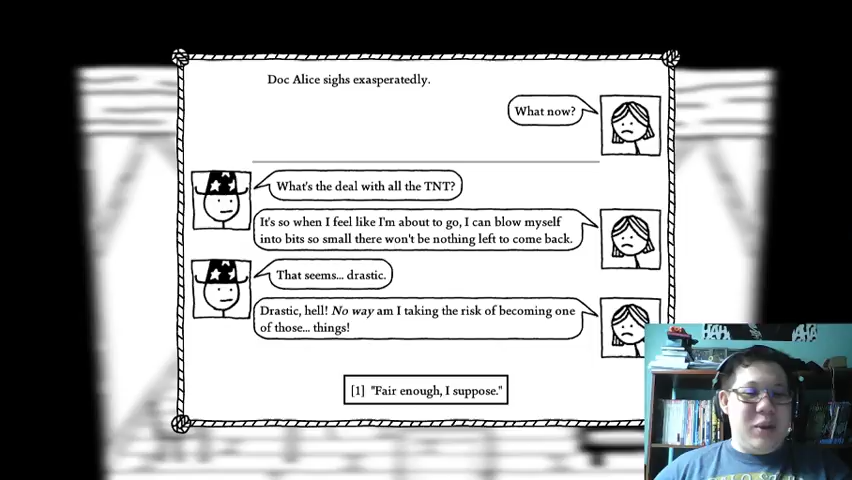 Doc Alice sighs exasperatedly.
What now?
What's the deal with all the TNT?
It's so when I feel like I'm about to go, I can blow myself
into bits so small there won't be nothing left to come back.
That seems... drastic.
Drastic, hell! No way am I taking the risk of becoming one
of those... things!
[1] "Fair enough, I suppose."